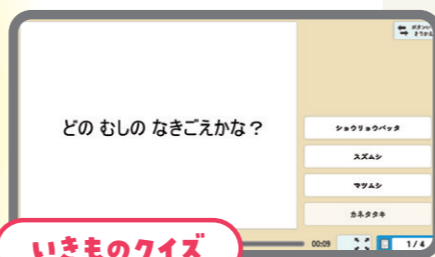 どの むしの なきごえかな？
ショウリョウバッタ
スズムシ
マツムシ
カネタタキ
00:09
1/4
いきものクイズ